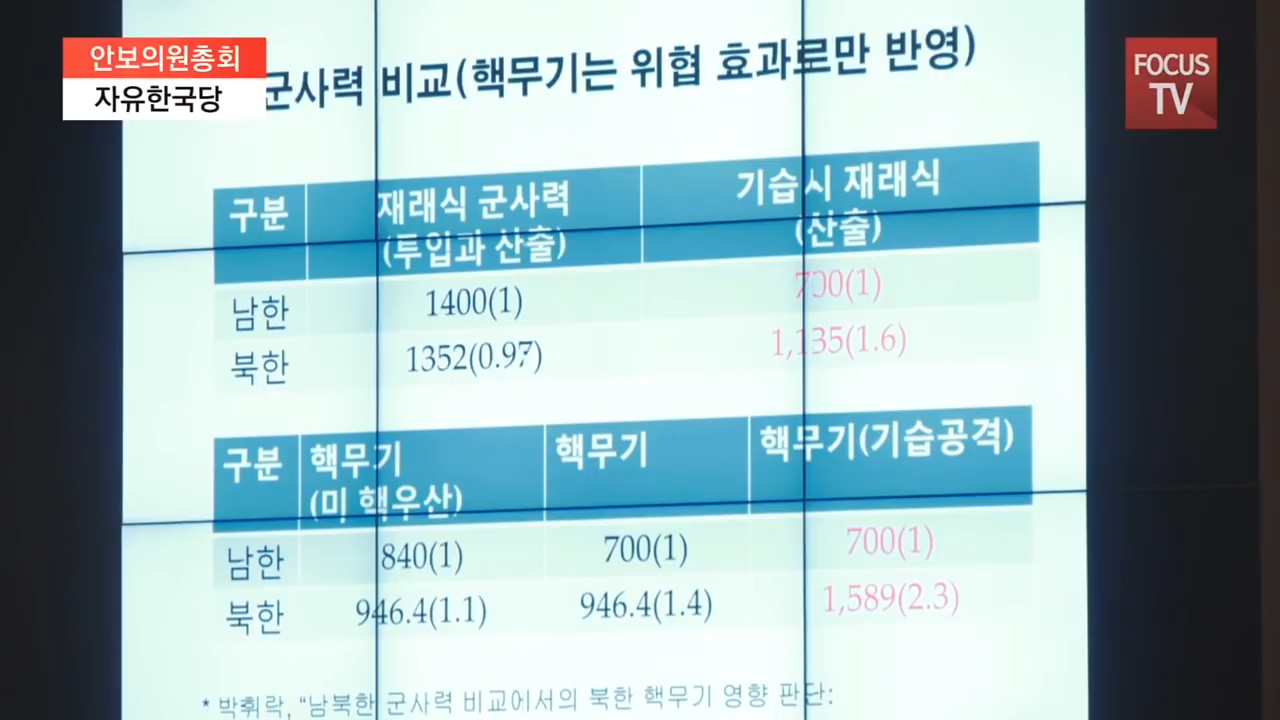 안보의원총회
자유한국당
FOCUS
TV
군사력 비교(핵무기는 위협 효과르만 반영)
구분 재래식 군사력 기습시 재래식
(투입과 산출) (산출)
남한 1400(1) 700(1)
북한 1352(0.97) 1,135(1.6)
구분 핵무기 핵무기 핵무기(기습공격)
(미 핵우산)
남한 840(1) 700(1) 700(1)
북한 946.4(1.1) 946.4(1.4) 1,589(2.3)
* 박휘락, “남북한 군사력 비교에서의 북한 핵무기 영향 판단: